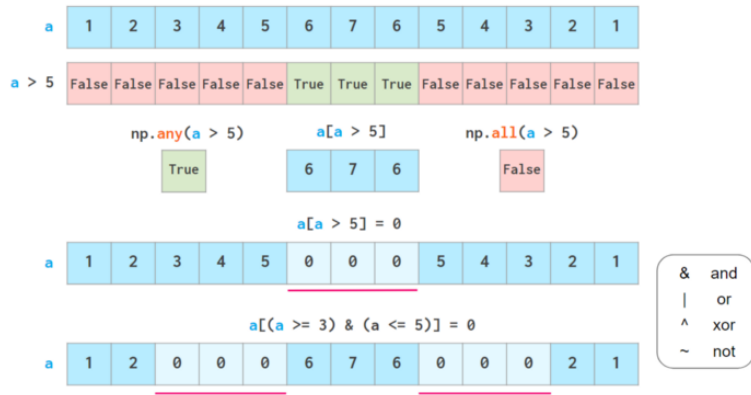 a 1 2 3 4 5 6 7 6 5 4 3 2 1
a > 5 False False False False False True True True False False False False False
np.any(a > 5) a[a > 5] np.all(a > 5)
True 6 7 6 False
a[a > 5] = 0
a 1 2 3 4 5 0 0 0 5 4 3 2 1
a[(a >= 3) & (a <= 5)] = 0
a 1 2 0 0 0 6 7 6 0 0 0 2 1
& and
| or
^ xor
~ not